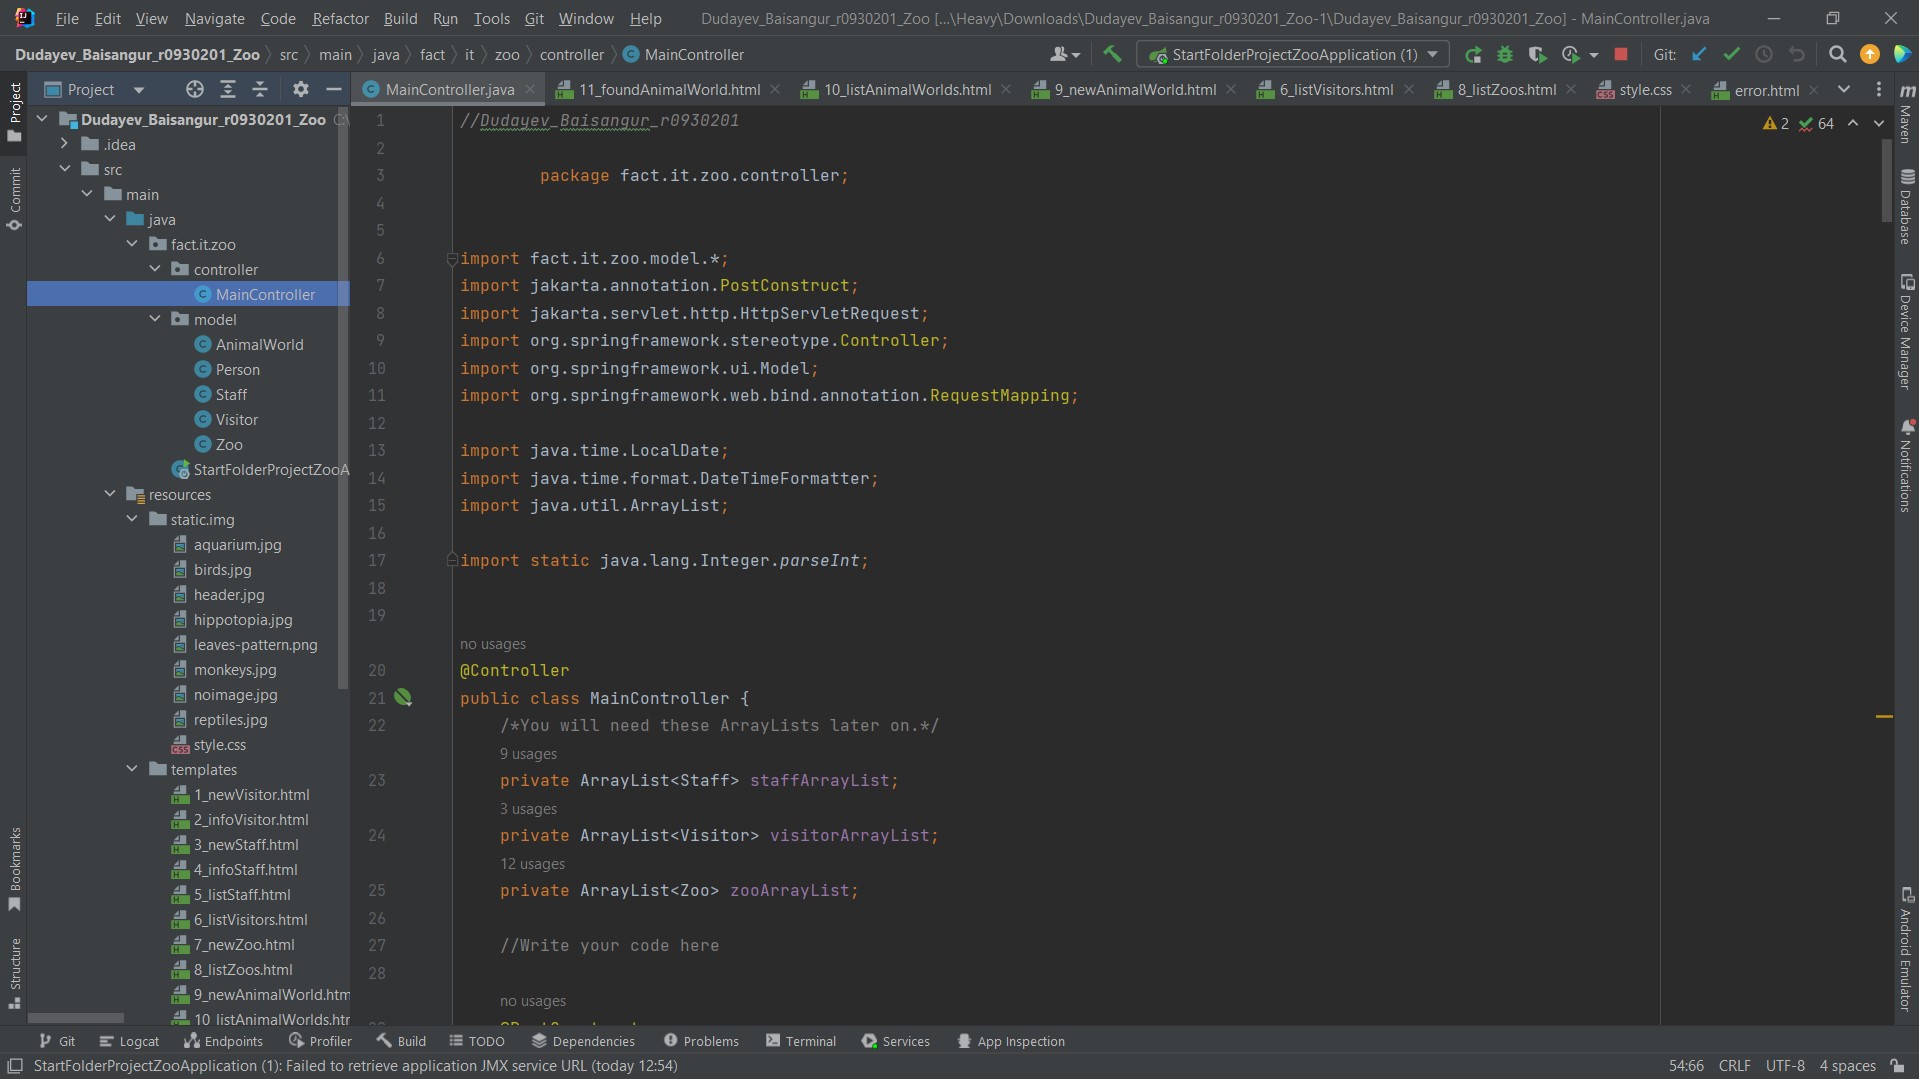 File Edit View Navigate Code Refactor Build Run Tools Git Window Help Dudayev_Baisangur_r0930201_Zoo [...\Heavy\Downloads\Dudayev_Baisangur_r0930201_Zoo-1\Dudayev_Baisangur_r0930201_Zoo] - MainController.java
Dudayev_Baisangur_r0930201_Zoo src main java fact it zoo controller MainController StartFolderProjectZooApplication (1) Git:
Project MainController.java 11_foundAnimalWorld.html 10_listAnimalWorlds.html 9_newAnimalWorld.html 6_listVisitors.html 8_listZoos.html style.css error.html
Project
Commit
Bookmarks
Structure
Dudayev_Baisangur_r0930201_Zoo
.idea
src
main
java
fact.it.zoo
controller
MainController
model
AnimalWorld
Person
Staff
Visitor
Zoo
StartFolderProjectZooA
resources
static.img
aquarium.jpg
birds.jpg
header.jpg
hippotopia.jpg
leaves-pattern.png
monkeys.jpg
noimage.jpg
reptiles.jpg
style.css
templates
1_newVisitor.html
2_infoVisitor.html
3_newStaff.html
4_infoStaff.html
5_listStaff.html
6_listVisitors.html
7_newZoo.html
8_listZoos.html
9_newAnimalWorld.htm
10_listAnimalWorlds.htm
2 64
1 //Dudayev_Baisangur_r0930201
2
3 package fact.it.zoo.controller;
4
5
6 import fact.it.zoo.model.*;
7 import jakarta.annotation.PostConstruct;
8 import jakarta.servlet.http.HttpServletRequest;
9 import org.springframework.stereotype.Controller;
10 import org.springframework.ui.Model;
11 import org.springframework.web.bind.annotation.RequestMapping;
12
13 import java.time.LocalDate;
14 import java.time.format.DateTimeFormatter;
15 import java.util.ArrayList;
16
17 import static java.lang.Integer.parseInt;
18
19
no usages
20 @Controller
21 public class MainController {
22 /*You will need these ArrayLists later on.*/
9 usages
23 private ArrayList<Staff> staffArrayList;
3 usages
24 private ArrayList<Visitor> visitorArrayList;
12 usages
25 private ArrayList<Zoo> zooArrayList;
26
27 //Write your code here
28
no usages
Maven
Database
Device Manager
Notifications
Android Emulator
Git Logcat Endpoints Profiler Build TODO Dependencies Problems Terminal Services App Inspection
StartFolderProjectZooApplication (1): Failed to retrieve application JMX service URL (today 12:54) 54:66 CRLF UTF-8 4 spaces